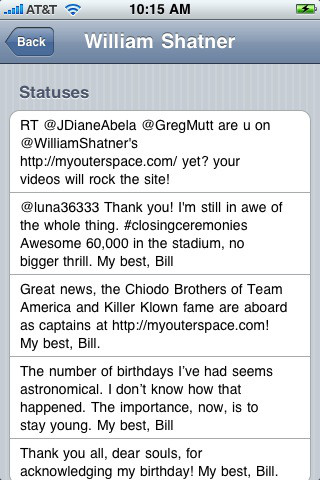 AT&T 10:15 AM
Back William Shatner
Statuses
RT @JDianeAbela @GregMutt are u on
@WilliamShatner's
http://myouterspace.com/ yet? your
videos will rock the site!
@luna36333 Thank you! I'm still in awe of
the whole thing. #closingceremonies
Awesome 60,000 in the stadium, no
bigger thrill. My best, Bill
Great news, the Chiodo Brothers of Team
America and Killer Klown fame are aboard
as captains at http://myouterspace.com!
My best, Bill.
The number of birthdays I've had seems
astronomical. I don't know how that
happened. The importance, now, is to
stay young. My best, Bill
Thank you all, dear souls, for
acknowledging my birthday! My best, Bill.